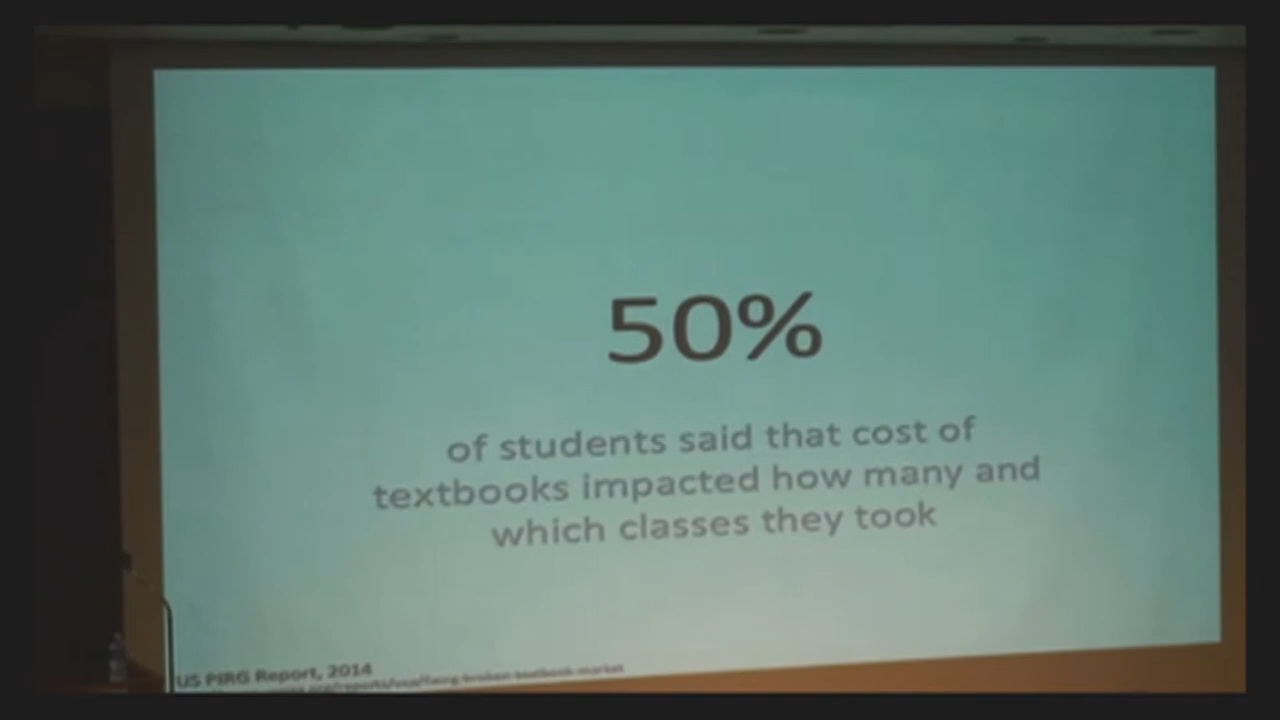 50%
of students said that cost of
textbooks impacted how many and
which classes they took
US PIRG Report, 2014